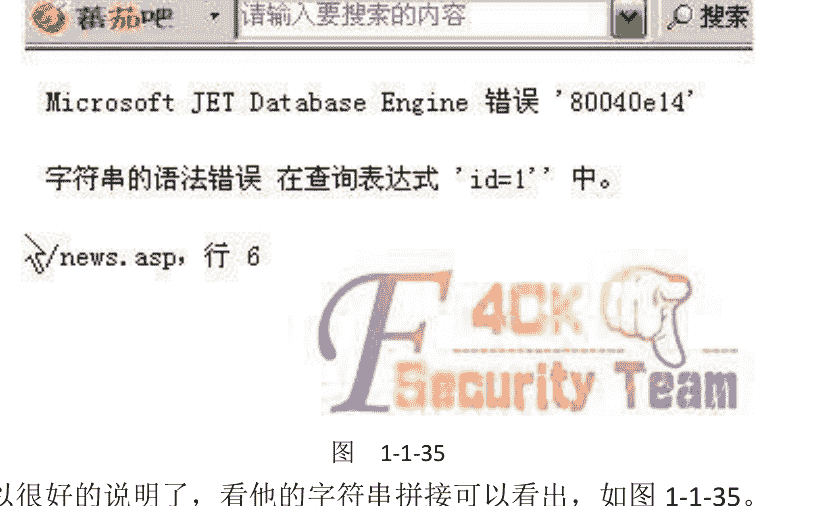 蕃茄吧 请输入要搜索的内容 搜索
Microsoft JET Database Engine 错误 '80040e14'
字符串的语法错误 在查询表达式 'id=1'' 中。
/news.asp，行 6
F4CK
Security Team
图 1-1-35
以很好的说明了，看他的字符串拼接可以看出，如图 1-1-35。